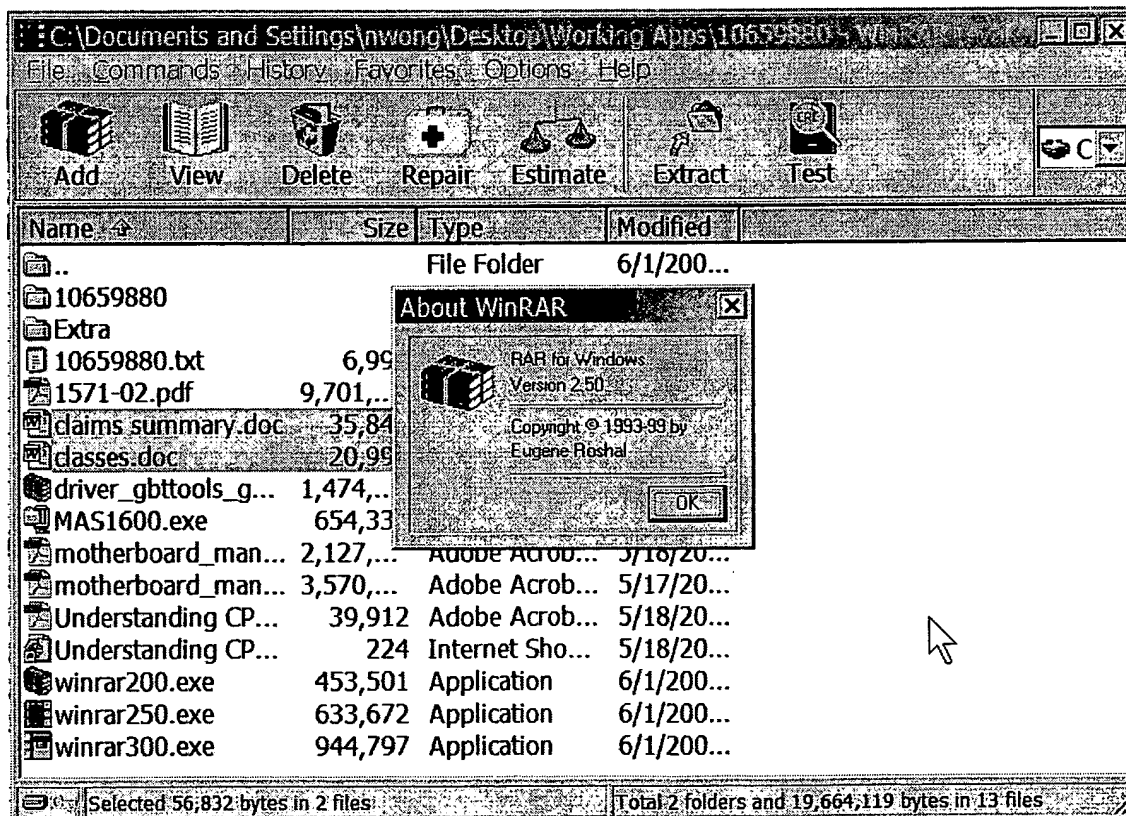 C:\Documents and Settings\nwong\Desktop\Working Apps\10659880 -
File Commands History Favorites Options Help
Add View Delete Repair Estimate Extract Test C
Name Size Type Modified
.. File Folder 6/1/200...
10659880
Extra
10659880.txt 6,99
1571-02.pdf 9,701,...
claims summary.doc 35,84
classes.doc 20,99
driver_gbttools_g... 1,474,...
MAS1600.exe 654,33
motherboard_man... 2,127,... Adobe Acrob... 5/18/20...
motherboard_man... 3,570,... Adobe Acrob... 5/17/20...
Understanding CP... 39,912 Adobe Acrob... 5/18/20...
Understanding CP... 224 Internet Sho... 5/18/20...
winrar200.exe 453,501 Application 6/1/200...
winrar250.exe 633,672 Application 6/1/200...
winrar300.exe 944,797 Application 6/1/200...
About WinRAR
RAR for Windows
Version 2.50
Copyright © 1993-99 by
Eugene Roshal
OK
Selected 56,832 bytes in 2 files
Total 2 folders and 19,664,119 bytes in 13 files